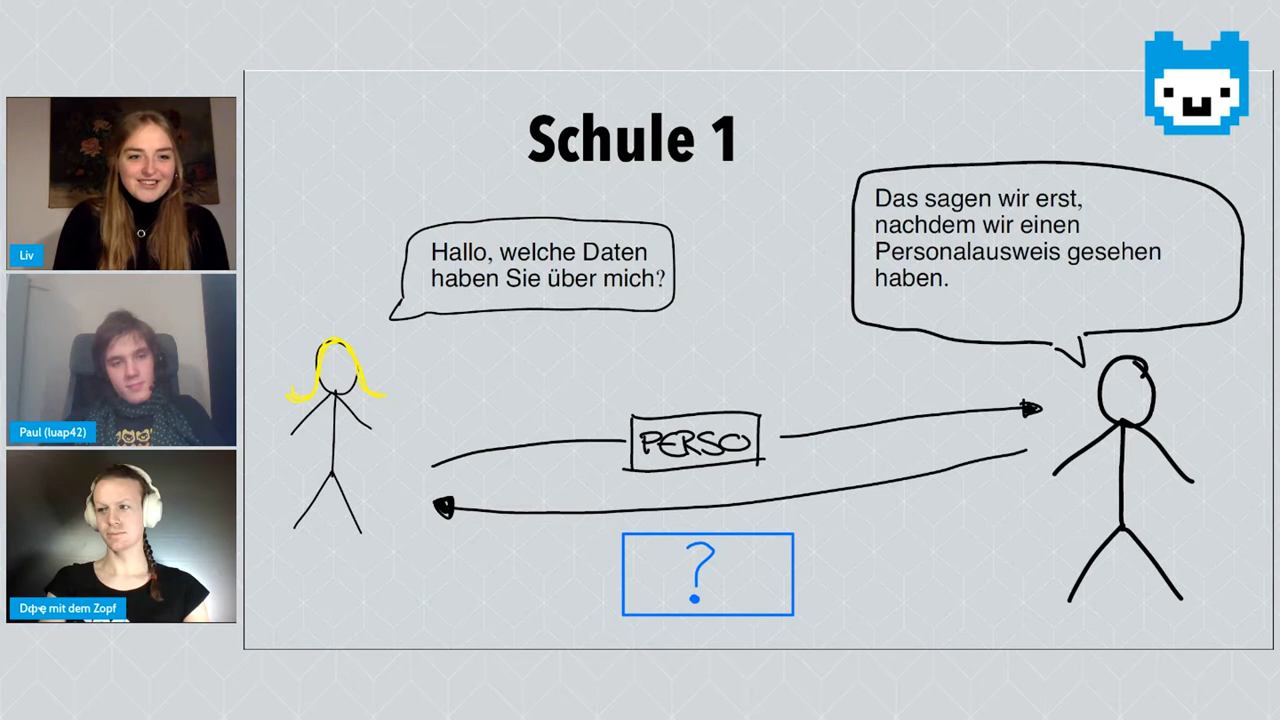 Schule 1
Hallo, welche Daten
haben Sie über mich?
Das sagen wir erst,
nachdem wir einen
Personalausweis gesehen
haben.
PERSO
?
Liv
Paul (luap42)
mit dem Zopf